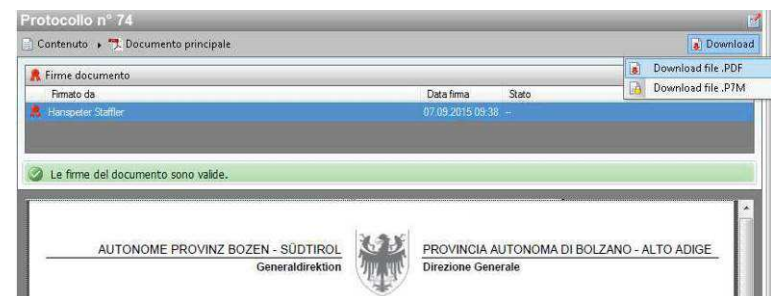 Protocollo n° 74
Contenuto
Documento principale
Download
Download file .PDF
Download file .P7M
Firme documento
Firmato da
Data firma
Stato
Hanspeter Staffler
07.09.2015 09:38
–
Le firme del documento sono valide.
AUTONOME PROVINZ BOZEN - SÜDTIROL
Generaldirektion
PROVINCIA AUTONOMA DI BOLZANO - ALTO ADIGE
Direzione Generale